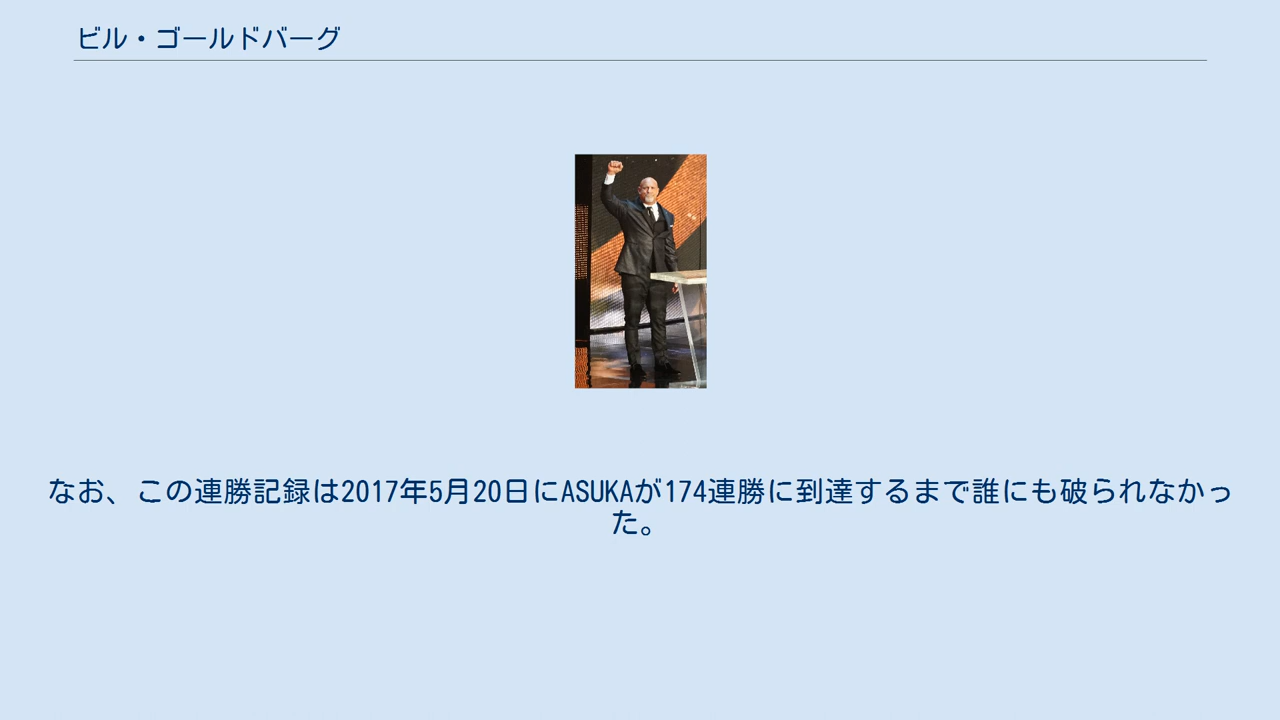 ビル・ゴールドバーグ
なお、この連勝記録は2017年5月20日にASUKAが174連勝に到達するまで誰にも破られなかっ
た。